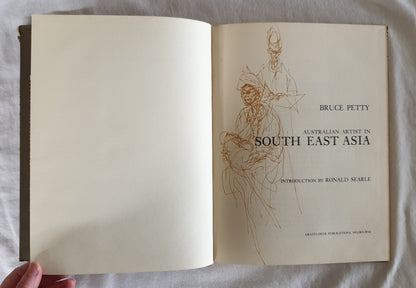 BRUCE PETTY
AUSTRALIAN ARTIST IN
SOUTH EAST ASIA
INTRODUCTION BY RONALD SEARLE
GRAYFLOWER PUBLICATIONS, MELBOURNE